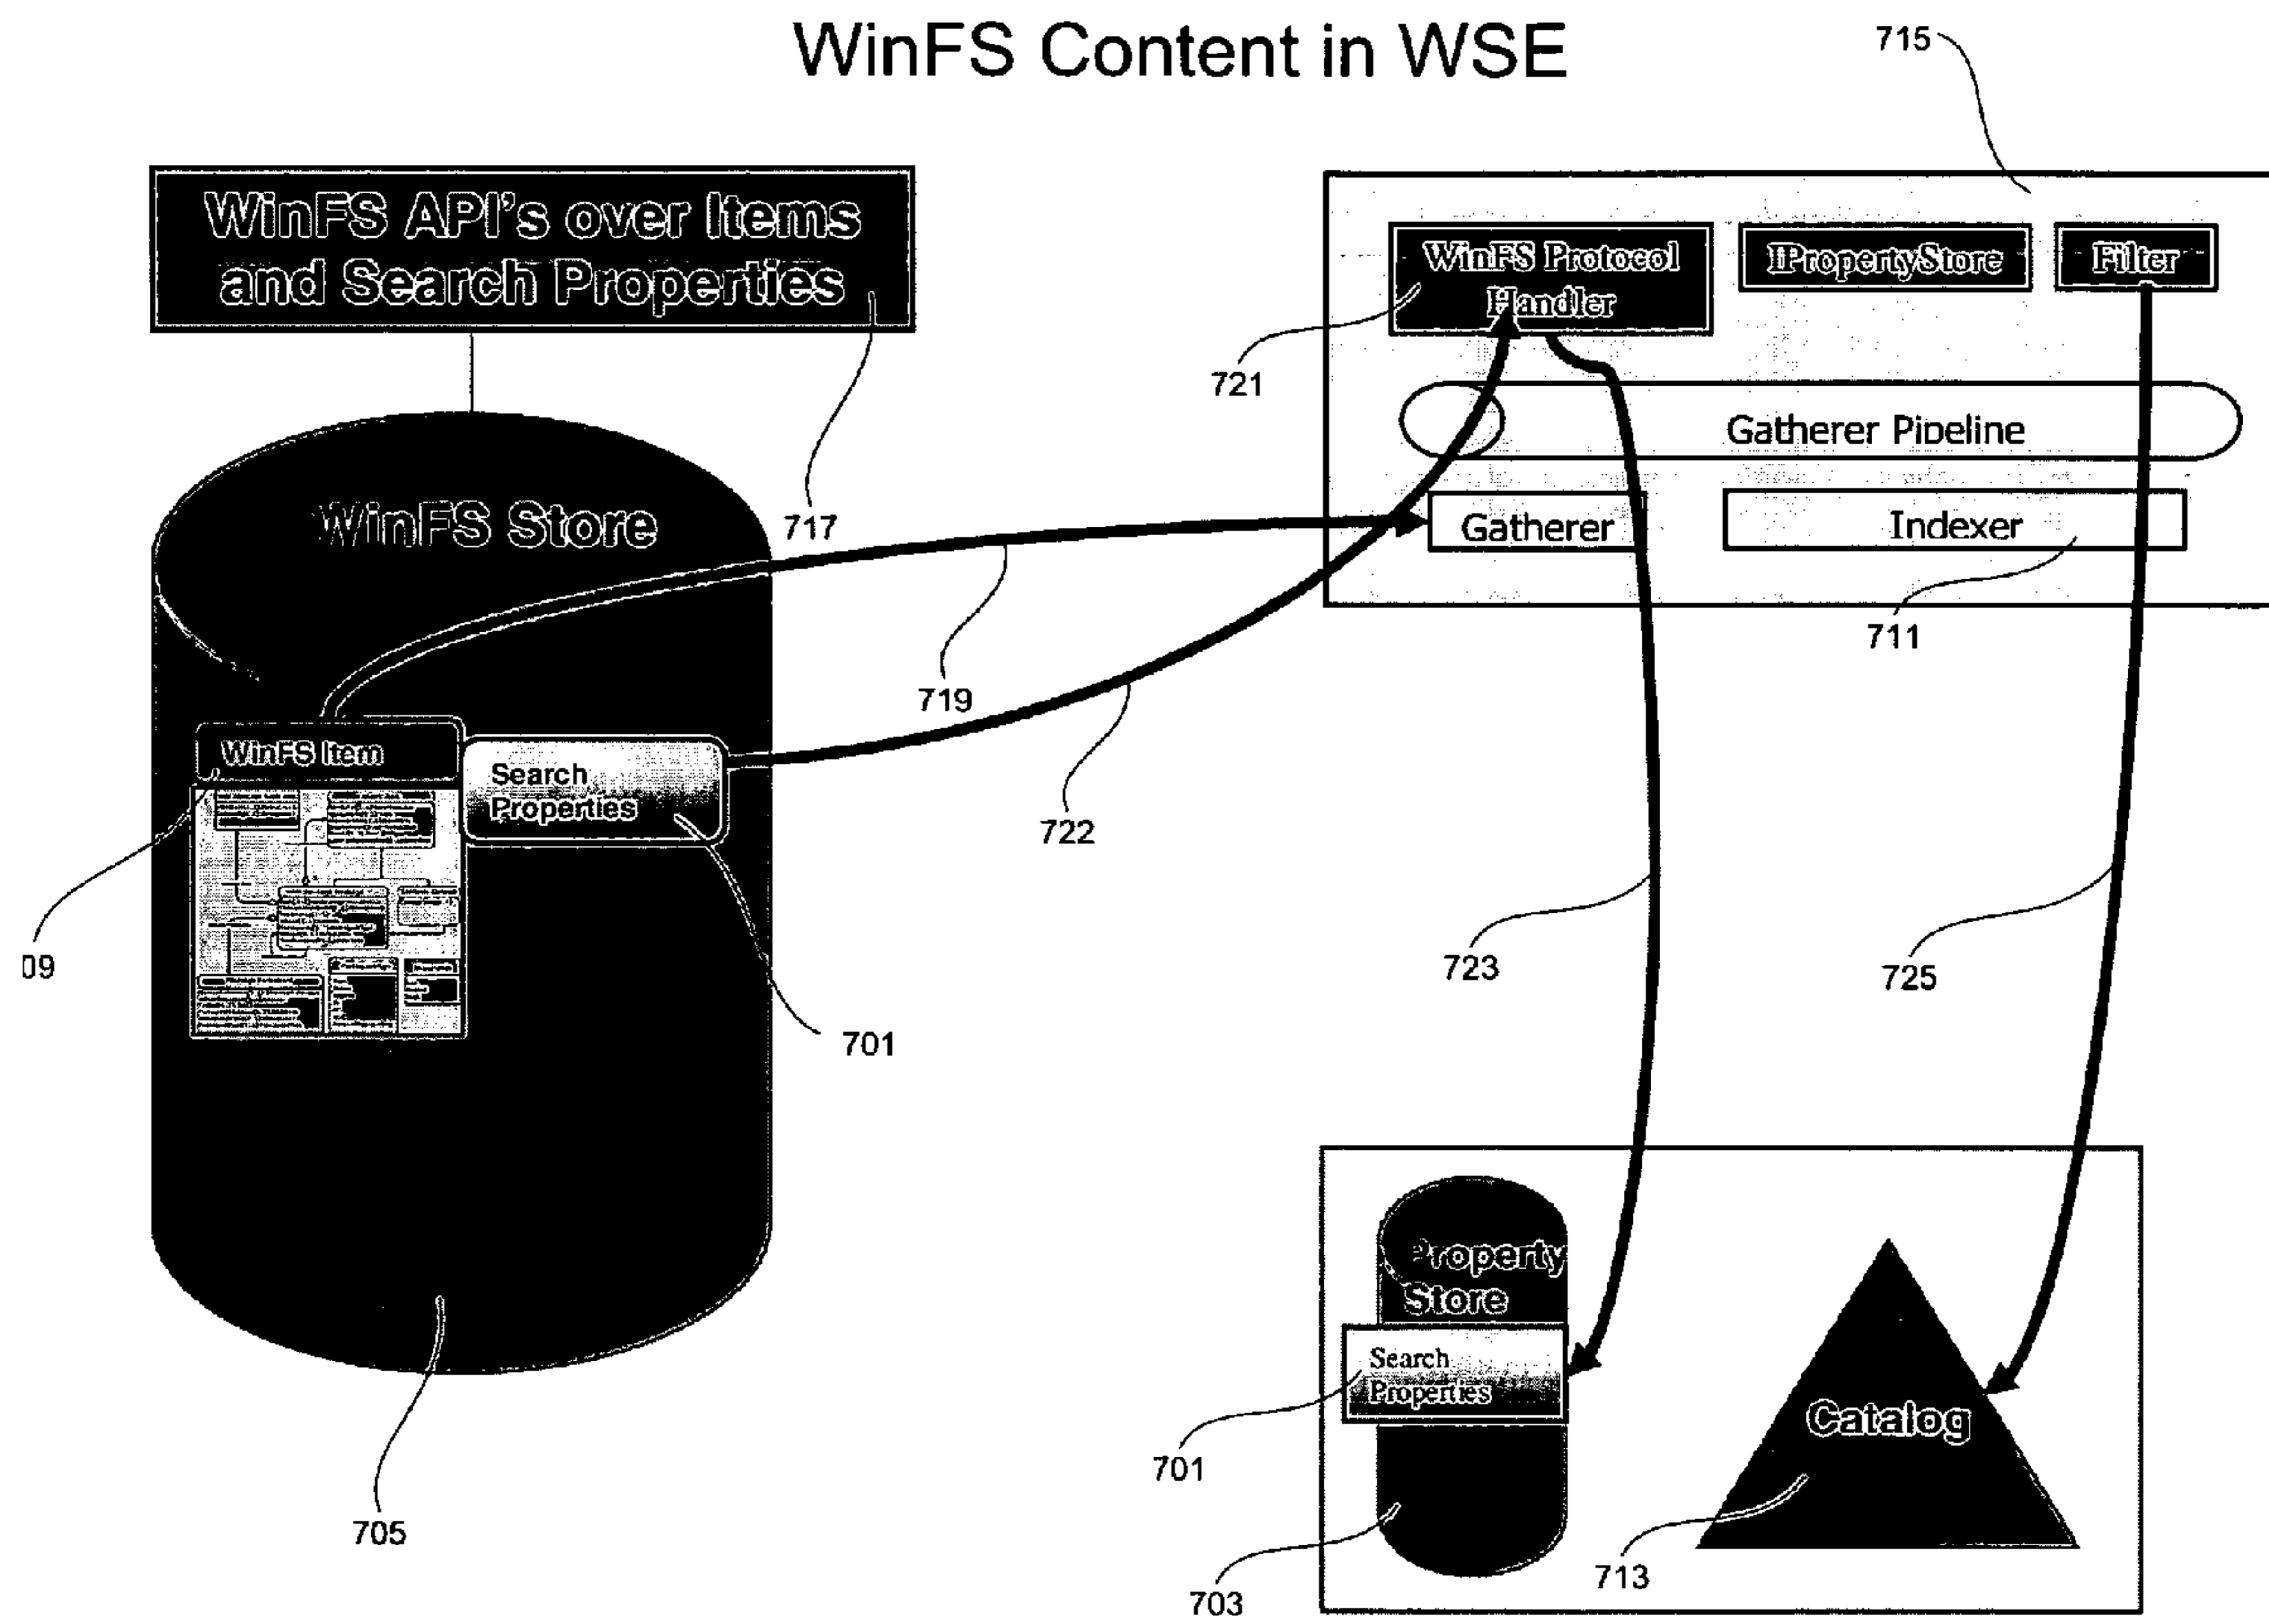 WinFS Content in WSE
715
WinFS API's over Items
and Search Properties
WinFS Protocol
Handler
IPropertyStore
Filter
721
Gatherer Pipeline
WinFS Store
717
Gatherer
Indexer
711
719
WinFS Item
Search
Properties
722
09
723
725
701
Property
Store
Search
Properties
Catalog
701
705
713
703